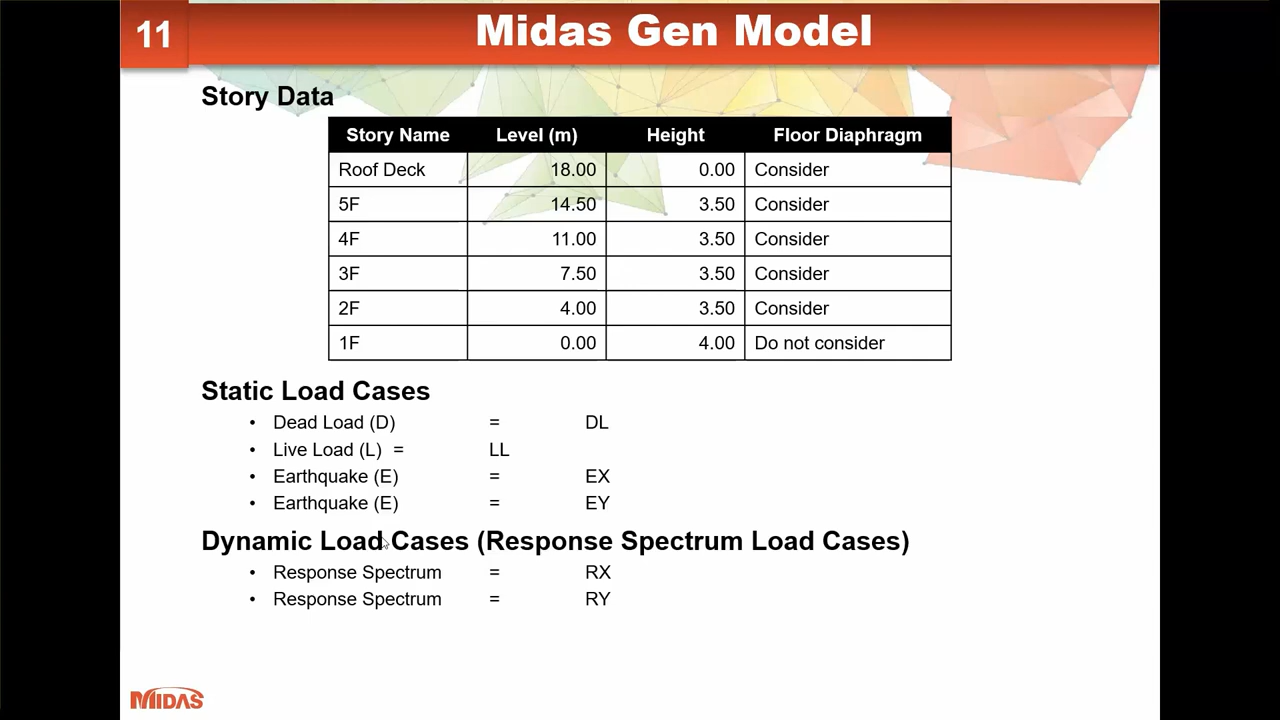 11
Midas Gen Model
Story Data
Story Name Level (m) Height Floor Diaphragm
Roof Deck 18.00 0.00 Consider
5F 14.50 3.50 Consider
4F 11.00 3.50 Consider
3F 7.50 3.50 Consider
2F 4.00 3.50 Consider
1F 0.00 4.00 Do not consider
Static Load Cases
• Dead Load (D) = DL
• Live Load (L) = LL
• Earthquake (E) = EX
• Earthquake (E) = EY
Dynamic Load Cases (Response Spectrum Load Cases)
• Response Spectrum = RX
• Response Spectrum = RY
MIDAS